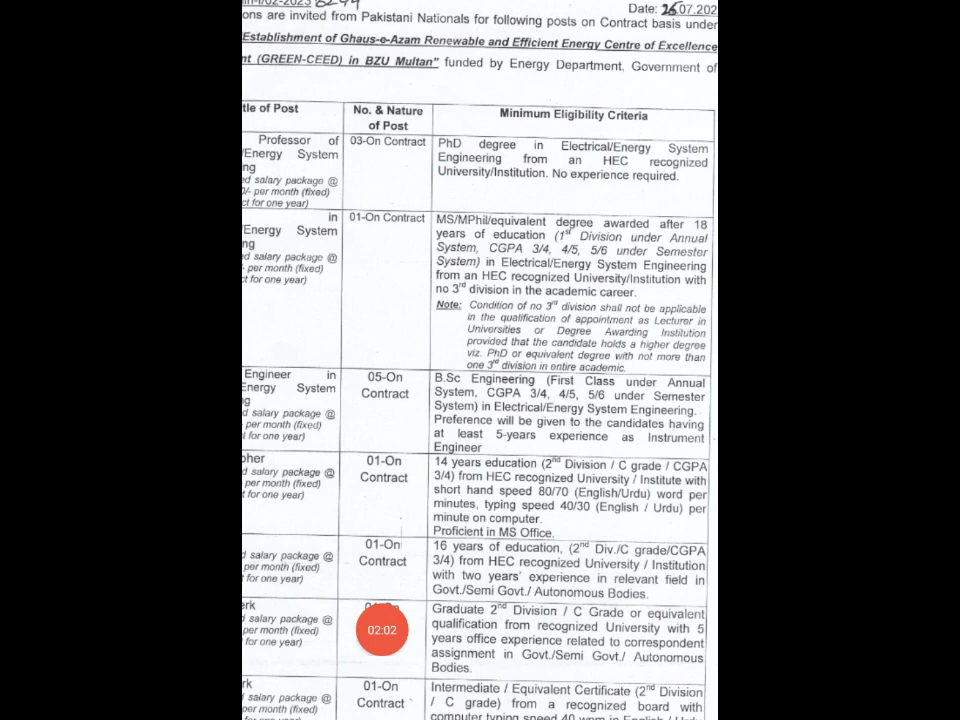 Date: 26.07.202
ons are invited from Pakistani Nationals for following posts on Contract basis under
Establishment of Ghaus-e-Azam Renewable and Efficient Energy Centre of Excellence
nt (GREEN-CEED) in BZU Multan" funded by Energy Department, Government of
tle of Post
No. & Nature
of Post
Minimum Eligibility Criteria
Professor of
/Energy System
ng
ed salary package @
0/- per month (fixed)
ct for one year)
03-On Contract
PhD degree in Electrical/Energy System
Engineering from an HEC recognized
University/Institution. No experience required.
in
Energy System
ng
ed salary package @
- per month (fixed)
ct for one year)
01-On Contract
MS/MPhil/equivalent degree awarded after 18
years of education (1st Division under Annual
System, CGPA 3/4, 4/5, 5/6 under Semester
System) in Electrical/Energy System Engineering
from an HEC recognized University/Institution with
no 3rd division in the academic career.
Note: Condition of no 3rd division shall not be applicable
in the qualification of appointment as Lecturer in
Universities or Degree Awarding Institution
provided that the candidate holds a higher degree
viz. PhD or equivalent degree with not more than
one 3rd division in entire academic.
Engineer in
nergy System
g
d salary package @
per month (fixed)
t for one year)
05-On
Contract
B.Sc Engineering (First Class under Annual
System, CGPA 3/4, 4/5, 5/6 under Semester
System) in Electrical/Energy System Engineering.
Preference will be given to the candidates having
at least 5-years experience as Instrument
Engineer
pher
d salary package @
per month (fixed)
t for one year)
01-On
Contract
14 years education (2nd Division / C grade / CGPA
3/4) from HEC recognized University / Institute with
short hand speed 80/70 (English/Urdu) word per
minutes, typing speed 40/30 (English / Urdu) per
minute on computer.
Proficient in MS Office.
d salary package @
per month (fixed)
t for one year)
01-On
Contract
16 years of education, (2nd Div./C grade/CGPA
3/4) from HEC recognized University / Institution
with two years' experience in relevant field in
Govt./Semi Govt./ Autonomous Bodies.
erk
d salary package @
per month (fixed)
t for one year)
02:02
Graduate 2nd Division / C Grade or equivalent
qualification from recognized University with 5
years office experience related to correspondent
assignment in Govt./Semi Govt./ Autonomous
Bodies.
rk
salary package @
per month (fixed)
01-On
Contract
Intermediate / Equivalent Certificate (2nd Division
/ C grade) from a recognized board with
computer typing speed 40 wpm in English / Urdu